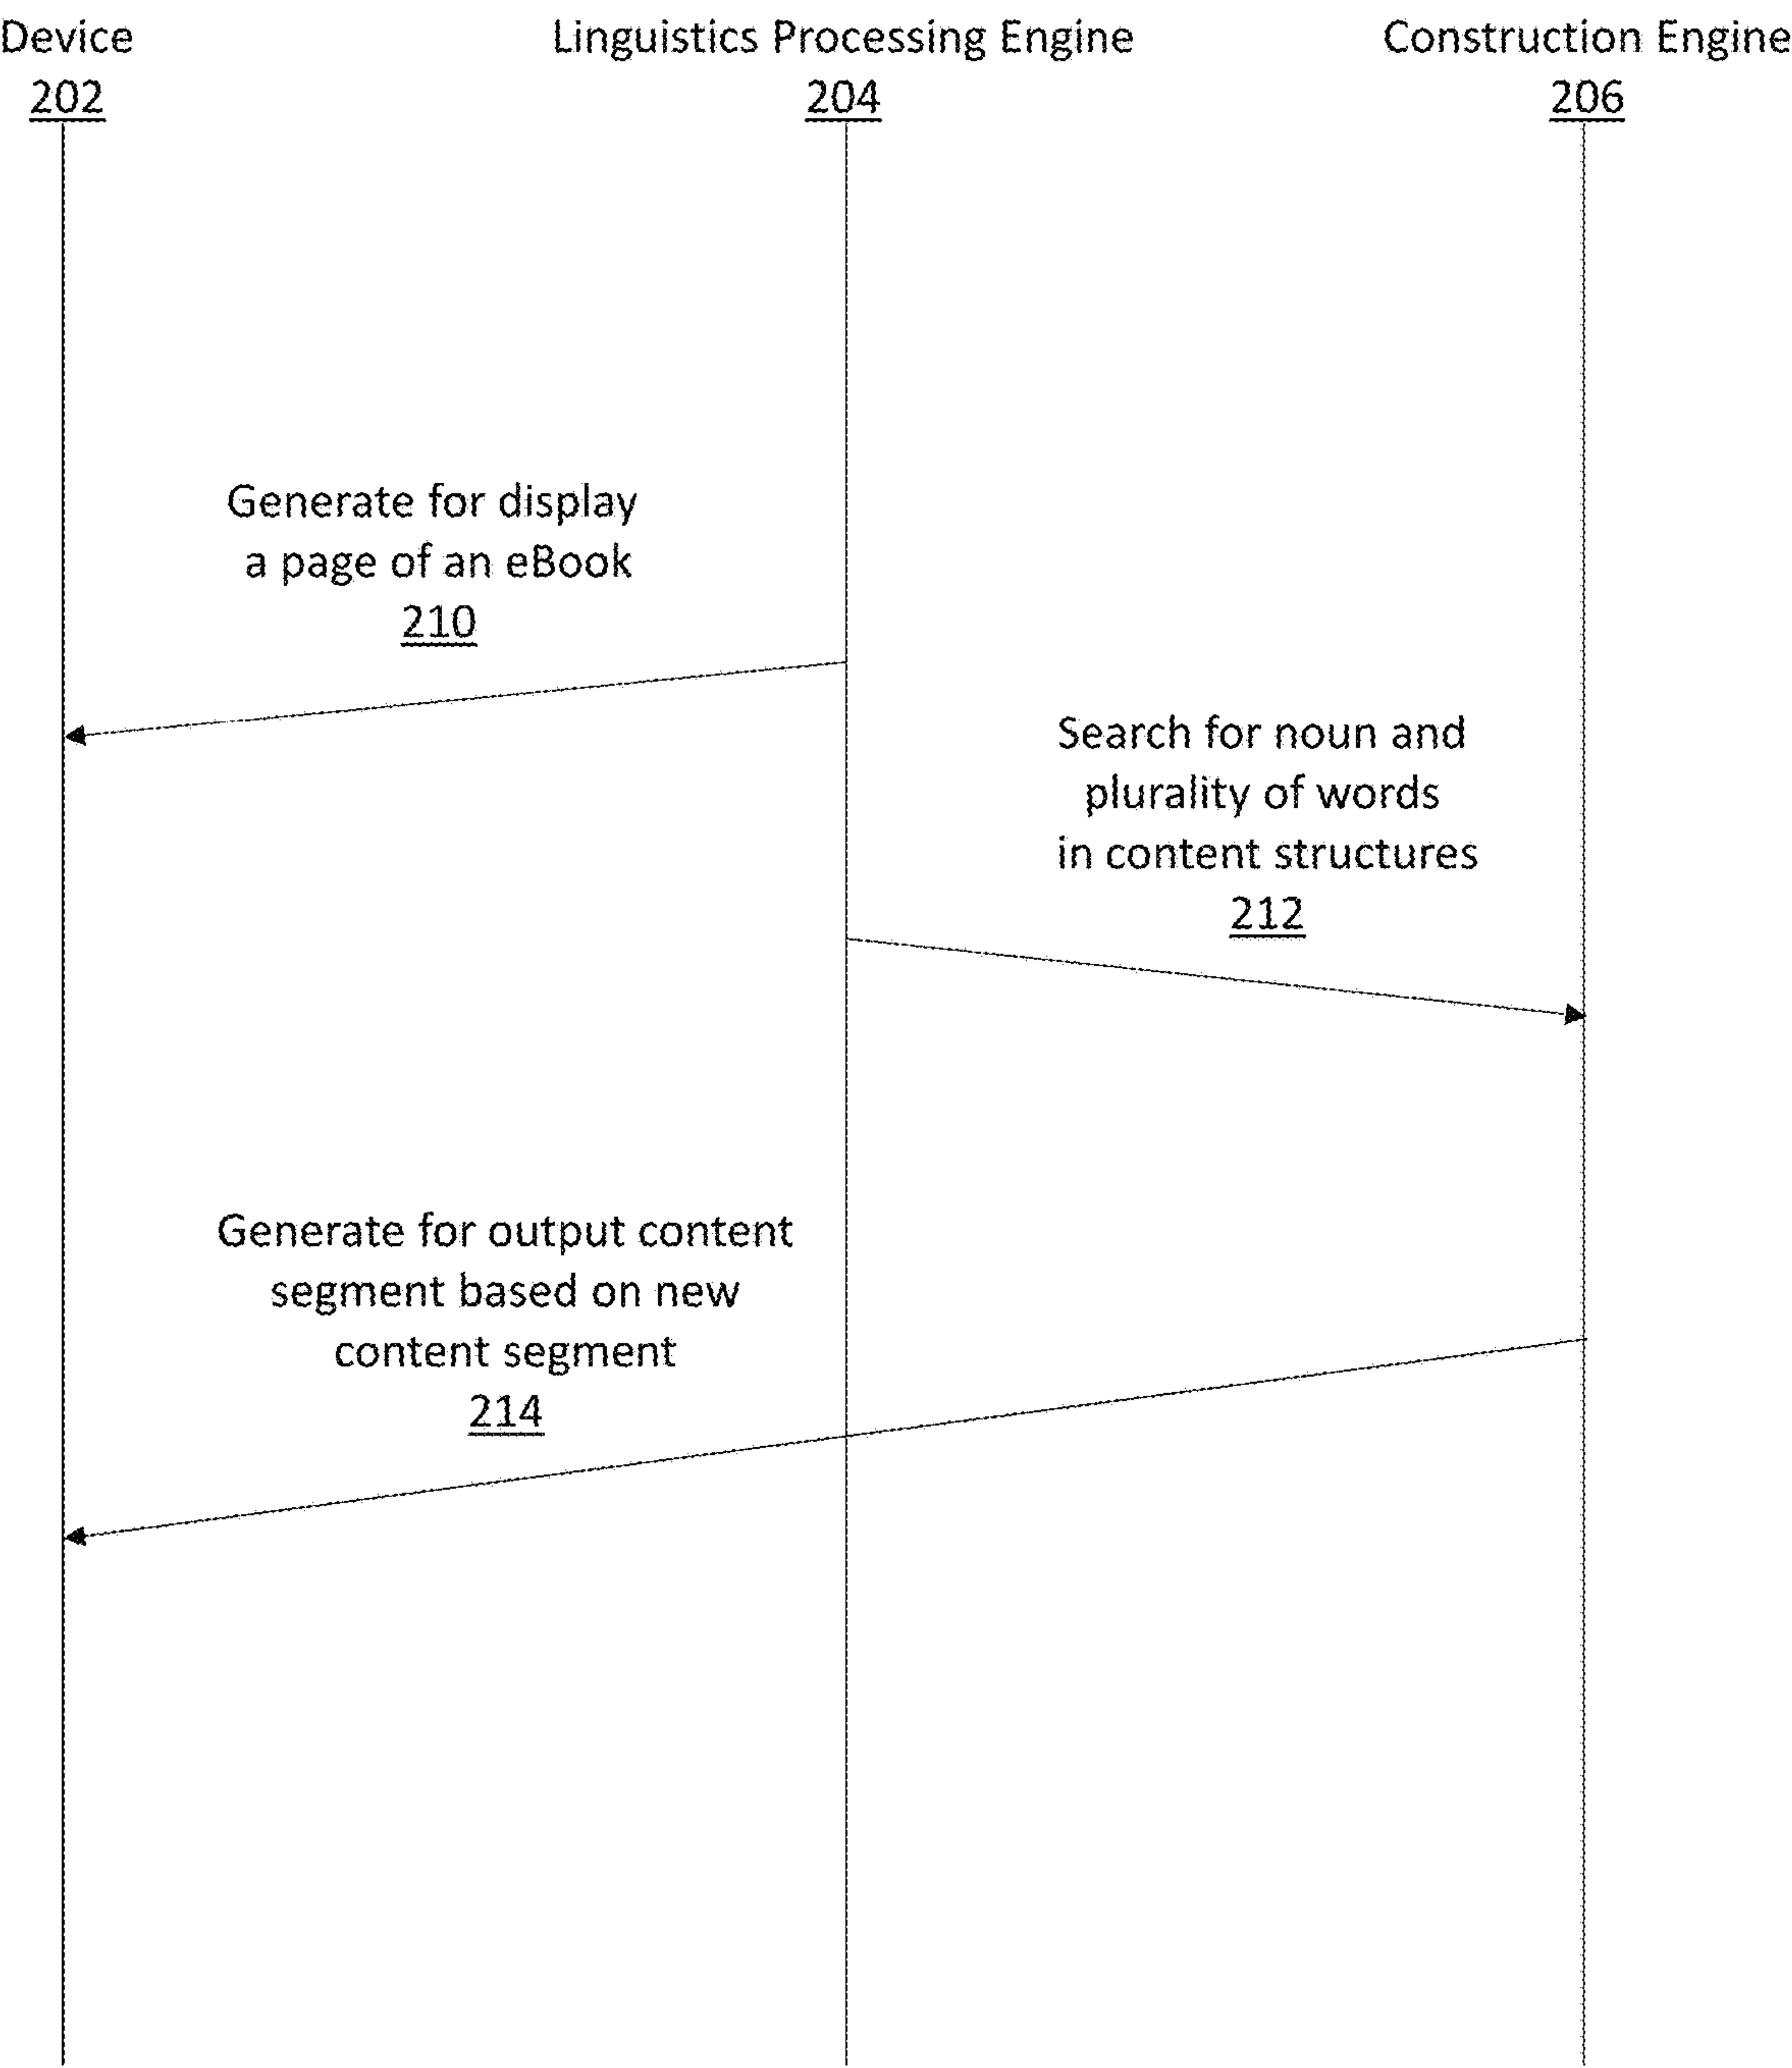 Device
202
Linguistics Processing Engine
204
Construction Engine
206
Generate for display
a page of an eBook
210
Search for noun and
plurality of words
in content structures
212
Generate for output content
segment based on new
content segment
214